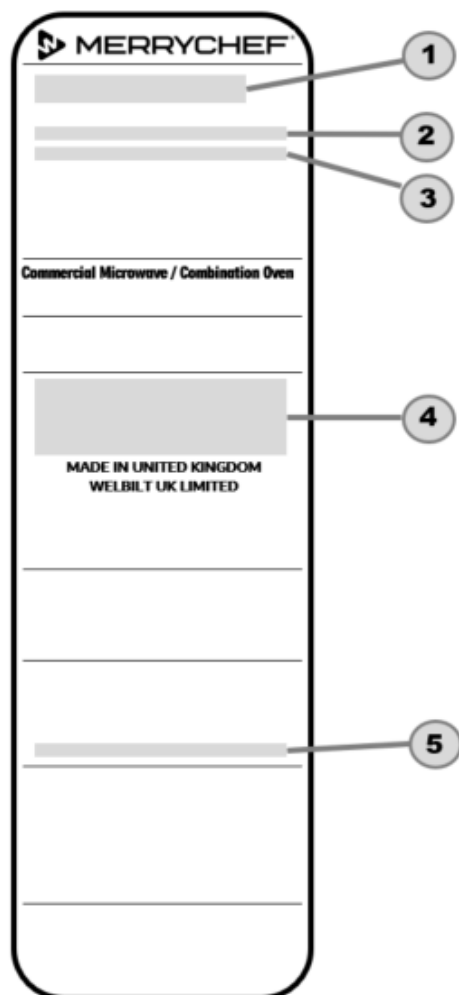 MERRYCHEF
1
2
3
Commercial Microwave / Combination Oven
4
MADE IN UNITED KINGDOM
WELBILT UK LIMITED
5